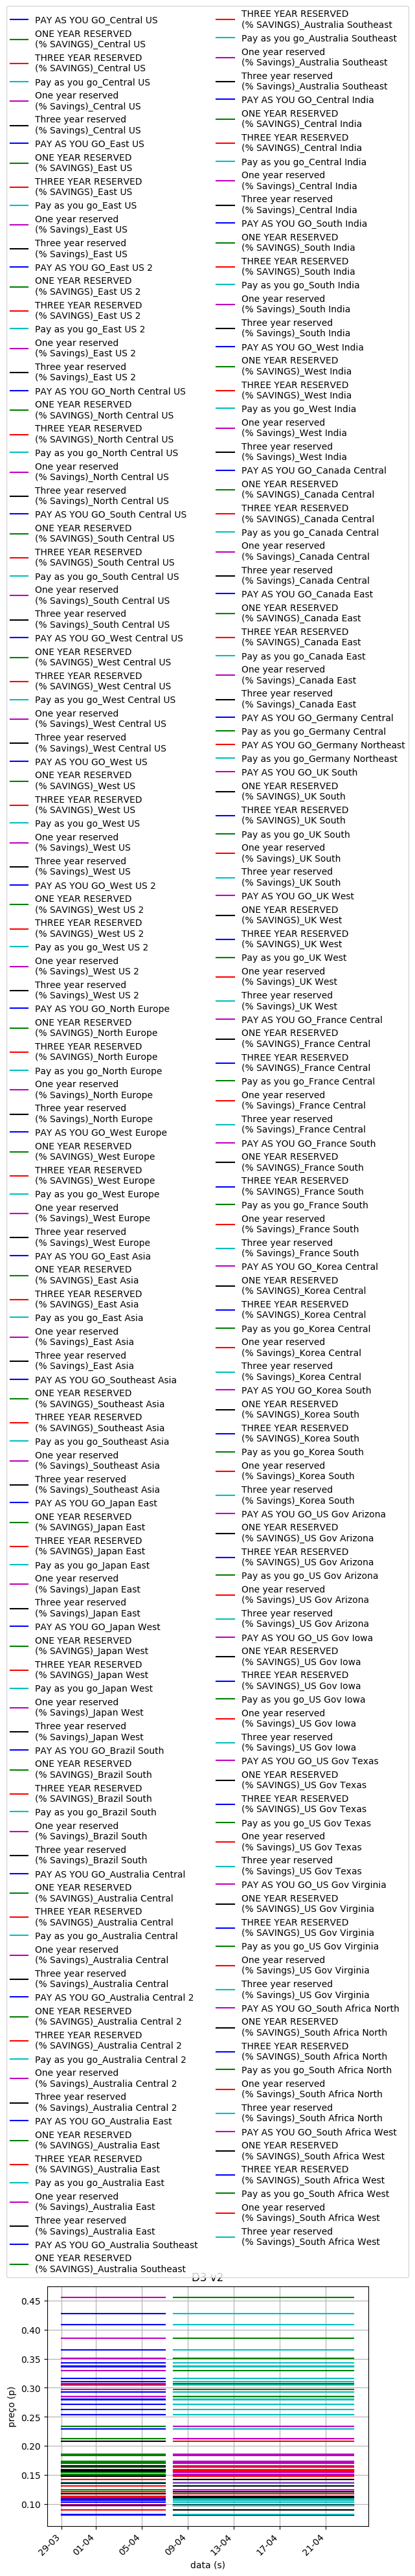 PAY AS YOU GO_Central US
ONE YEAR RESERVED
(% SAVINGS)_Central US
THREE YEAR RESERVED
(% SAVINGS)_Central US
Pay as you go_Central US
One year reserved
(% Savings)_Central US
Three year reserved
(% Savings)_Central US
PAY AS YOU GO_East US
ONE YEAR RESERVED
(% SAVINGS)_East US
THREE YEAR RESERVED
(% SAVINGS)_East US
Pay as you go_East US
One year reserved
(% Savings)_East US
Three year reserved
(% Savings)_East US
PAY AS YOU GO_East US 2
ONE YEAR RESERVED
(% SAVINGS)_East US 2
THREE YEAR RESERVED
(% SAVINGS)_East US 2
Pay as you go_East US 2
One year reserved
(% Savings)_East US 2
Three year reserved
(% Savings)_East US 2
PAY AS YOU GO_North Central US
ONE YEAR RESERVED
(% SAVINGS)_North Central US
THREE YEAR RESERVED
(% SAVINGS)_North Central US
Pay as you go_North Central US
One year reserved
(% Savings)_North Central US
Three year reserved
(% Savings)_North Central US
PAY AS YOU GO_South Central US
ONE YEAR RESERVED
(% SAVINGS)_South Central US
THREE YEAR RESERVED
(% SAVINGS)_South Central US
Pay as you go_South Central US
One year reserved
(% Savings)_South Central US
Three year reserved
(% Savings)_South Central US
PAY AS YOU GO_West Central US
ONE YEAR RESERVED
(% SAVINGS)_West Central US
THREE YEAR RESERVED
(% SAVINGS)_West Central US
Pay as you go_West Central US
One year reserved
(% Savings)_West Central US
Three year reserved
(% Savings)_West Central US
PAY AS YOU GO_West US
ONE YEAR RESERVED
(% SAVINGS)_West US
THREE YEAR RESERVED
(% SAVINGS)_West US
Pay as you go_West US
One year reserved
(% Savings)_West US
Three year reserved
(% Savings)_West US
PAY AS YOU GO_West US 2
ONE YEAR RESERVED
(% SAVINGS)_West US 2
THREE YEAR RESERVED
(% SAVINGS)_West US 2
Pay as you go_West US 2
One year reserved
(% Savings)_West US 2
Three year reserved
(% Savings)_West US 2
PAY AS YOU GO_North Europe
ONE YEAR RESERVED
(% SAVINGS)_North Europe
THREE YEAR RESERVED
(% SAVINGS)_North Europe
Pay as you go_North Europe
One year reserved
(% Savings)_North Europe
Three year reserved
(% Savings)_North Europe
PAY AS YOU GO_West Europe
ONE YEAR RESERVED
(% SAVINGS)_West Europe
THREE YEAR RESERVED
(% SAVINGS)_West Europe
Pay as you go_West Europe
One year reserved
(% Savings)_West Europe
Three year reserved
(% Savings)_West Europe
PAY AS YOU GO_East Asia
ONE YEAR RESERVED
(% SAVINGS)_East Asia
THREE YEAR RESERVED
(% SAVINGS)_East Asia
Pay as you go_East Asia
One year reserved
(% Savings)_East Asia
Three year reserved
(% Savings)_East Asia
PAY AS YOU GO_Southeast Asia
ONE YEAR RESERVED
(% SAVINGS)_Southeast Asia
THREE YEAR RESERVED
(% SAVINGS)_Southeast Asia
Pay as you go_Southeast Asia
One year reserved
(% Savings)_Southeast Asia
Three year reserved
(% Savings)_Southeast Asia
PAY AS YOU GO_Japan East
ONE YEAR RESERVED
(% SAVINGS)_Japan East
THREE YEAR RESERVED
(% SAVINGS)_Japan East
Pay as you go_Japan East
One year reserved
(% Savings)_Japan East
Three year reserved
(% Savings)_Japan East
PAY AS YOU GO_Japan West
ONE YEAR RESERVED
(% SAVINGS)_Japan West
THREE YEAR RESERVED
(% SAVINGS)_Japan West
Pay as you go_Japan West
One year reserved
(% Savings)_Japan West
Three year reserved
(% Savings)_Japan West
PAY AS YOU GO_Brazil South
ONE YEAR RESERVED
(% SAVINGS)_Brazil South
THREE YEAR RESERVED
(% SAVINGS)_Brazil South
Pay as you go_Brazil South
One year reserved
(% Savings)_Brazil South
Three year reserved
(% Savings)_Brazil South
PAY AS YOU GO_Australia Central
ONE YEAR RESERVED
(% SAVINGS)_Australia Central
THREE YEAR RESERVED
(% SAVINGS)_Australia Central
Pay as you go_Australia Central
One year reserved
(% Savings)_Australia Central
Three year reserved
(% Savings)_Australia Central
PAY AS YOU GO_Australia Central 2
ONE YEAR RESERVED
(% SAVINGS)_Australia Central 2
THREE YEAR RESERVED
(% SAVINGS)_Australia Central 2
Pay as you go_Australia Central 2
One year reserved
(% Savings)_Australia Central 2
Three year reserved
(% Savings)_Australia Central 2
PAY AS YOU GO_Australia East
ONE YEAR RESERVED
(% SAVINGS)_Australia East
THREE YEAR RESERVED
(% SAVINGS)_Australia East
Pay as you go_Australia East
One year reserved
(% Savings)_Australia East
Three year reserved
(% Savings)_Australia East
PAY AS YOU GO_Australia Southeast
ONE YEAR RESERVED
(% SAVINGS)_Australia Southeast
THREE YEAR RESERVED
(% SAVINGS)_Australia Southeast
Pay as you go_Australia Southeast
One year reserved
(% Savings)_Australia Southeast
Three year reserved
(% Savings)_Australia Southeast
PAY AS YOU GO_Central India
ONE YEAR RESERVED
(% SAVINGS)_Central India
THREE YEAR RESERVED
(% SAVINGS)_Central India
Pay as you go_Central India
One year reserved
(% Savings)_Central India
Three year reserved
(% Savings)_Central India
PAY AS YOU GO_South India
ONE YEAR RESERVED
(% SAVINGS)_South India
THREE YEAR RESERVED
(% SAVINGS)_South India
Pay as you go_South India
One year reserved
(% Savings)_South India
Three year reserved
(% Savings)_South India
PAY AS YOU GO_West India
ONE YEAR RESERVED
(% SAVINGS)_West India
THREE YEAR RESERVED
(% SAVINGS)_West India
Pay as you go_West India
One year reserved
(% Savings)_West India
Three year reserved
(% Savings)_West India
PAY AS YOU GO_Canada Central
ONE YEAR RESERVED
(% SAVINGS)_Canada Central
THREE YEAR RESERVED
(% SAVINGS)_Canada Central
Pay as you go_Canada Central
One year reserved
(% Savings)_Canada Central
Three year reserved
(% Savings)_Canada Central
PAY AS YOU GO_Canada East
ONE YEAR RESERVED
(% SAVINGS)_Canada East
THREE YEAR RESERVED
(% SAVINGS)_Canada East
Pay as you go_Canada East
One year reserved
(% Savings)_Canada East
Three year reserved
(% Savings)_Canada East
PAY AS YOU GO_Germany Central
Pay as you go_Germany Central
PAY AS YOU GO_Germany Northeast
Pay as you go_Germany Northeast
PAY AS YOU GO_UK South
ONE YEAR RESERVED
(% SAVINGS)_UK South
THREE YEAR RESERVED
(% SAVINGS)_UK South
Pay as you go_UK South
One year reserved
(% Savings)_UK South
Three year reserved
(% Savings)_UK South
PAY AS YOU GO_UK West
ONE YEAR RESERVED
(% SAVINGS)_UK West
THREE YEAR RESERVED
(% SAVINGS)_UK West
Pay as you go_UK West
One year reserved
(% Savings)_UK West
Three year reserved
(% Savings)_UK West
PAY AS YOU GO_France Central
ONE YEAR RESERVED
(% SAVINGS)_France Central
THREE YEAR RESERVED
(% SAVINGS)_France Central
Pay as you go_France Central
One year reserved
(% Savings)_France Central
Three year reserved
(% Savings)_France Central
PAY AS YOU GO_France South
ONE YEAR RESERVED
(% SAVINGS)_France South
THREE YEAR RESERVED
(% SAVINGS)_France South
Pay as you go_France South
One year reserved
(% Savings)_France South
Three year reserved
(% Savings)_France South
PAY AS YOU GO_Korea Central
ONE YEAR RESERVED
(% SAVINGS)_Korea Central
THREE YEAR RESERVED
(% SAVINGS)_Korea Central
Pay as you go_Korea Central
One year reserved
(% Savings)_Korea Central
Three year reserved
(% Savings)_Korea Central
PAY AS YOU GO_Korea South
ONE YEAR RESERVED
(% SAVINGS)_Korea South
THREE YEAR RESERVED
(% SAVINGS)_Korea South
Pay as you go_Korea South
One year reserved
(% Savings)_Korea South
Three year reserved
(% Savings)_Korea South
PAY AS YOU GO_US Gov Arizona
ONE YEAR RESERVED
(% SAVINGS)_US Gov Arizona
THREE YEAR RESERVED
(% SAVINGS)_US Gov Arizona
Pay as you go_US Gov Arizona
One year reserved
(% Savings)_US Gov Arizona
Three year reserved
(% Savings)_US Gov Arizona
PAY AS YOU GO_US Gov Iowa
ONE YEAR RESERVED
(% SAVINGS)_US Gov Iowa
THREE YEAR RESERVED
(% SAVINGS)_US Gov Iowa
Pay as you go_US Gov Iowa
One year reserved
(% Savings)_US Gov Iowa
Three year reserved
(% Savings)_US Gov Iowa
PAY AS YOU GO_US Gov Texas
ONE YEAR RESERVED
(% SAVINGS)_US Gov Texas
THREE YEAR RESERVED
(% SAVINGS)_US Gov Texas
Pay as you go_US Gov Texas
One year reserved
(% Savings)_US Gov Texas
Three year reserved
(% Savings)_US Gov Texas
PAY AS YOU GO_US Gov Virginia
ONE YEAR RESERVED
(% SAVINGS)_US Gov Virginia
THREE YEAR RESERVED
(% SAVINGS)_US Gov Virginia
Pay as you go_US Gov Virginia
One year reserved
(% Savings)_US Gov Virginia
Three year reserved
(% Savings)_US Gov Virginia
PAY AS YOU GO_South Africa North
ONE YEAR RESERVED
(% SAVINGS)_South Africa North
THREE YEAR RESERVED
(% SAVINGS)_South Africa North
Pay as you go_South Africa North
One year reserved
(% Savings)_South Africa North
Three year reserved
(% Savings)_South Africa North
PAY AS YOU GO_South Africa West
ONE YEAR RESERVED
(% SAVINGS)_South Africa West
THREE YEAR RESERVED
(% SAVINGS)_South Africa West
Pay as you go_South Africa West
One year reserved
(% Savings)_South Africa West
Three year reserved
(% Savings)_South Africa West
D3 v2
0.45
0.40
0.35
0.30
0.25
0.20
0.15
0.10
preço (p)
29-03
01-04
05-04
09-04
13-04
17-04
21-04
data (s)